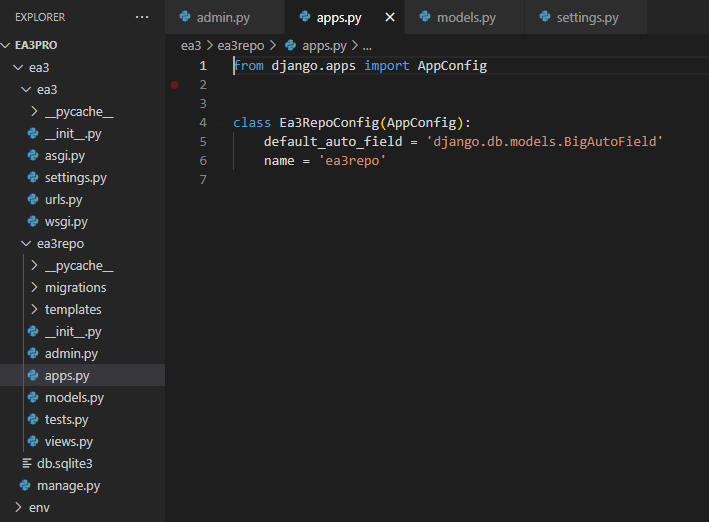 EXPLORER
EA3PRO
ea3
ea3
__pycache__
__init__.py
asgi.py
settings.py
urls.py
wsgi.py
ea3repo
__pycache__
migrations
templates
__init__.py
admin.py
apps.py
models.py
tests.py
views.py
db.sqlite3
manage.py
env
admin.py apps.py models.py settings.py
ea3 > ea3repo > apps.py > ...
1 from django.apps import AppConfig
2
3
4 class Ea3RepoConfig(AppConfig):
5     default_auto_field = 'django.db.models.BigAutoField'
6     name = 'ea3repo'
7